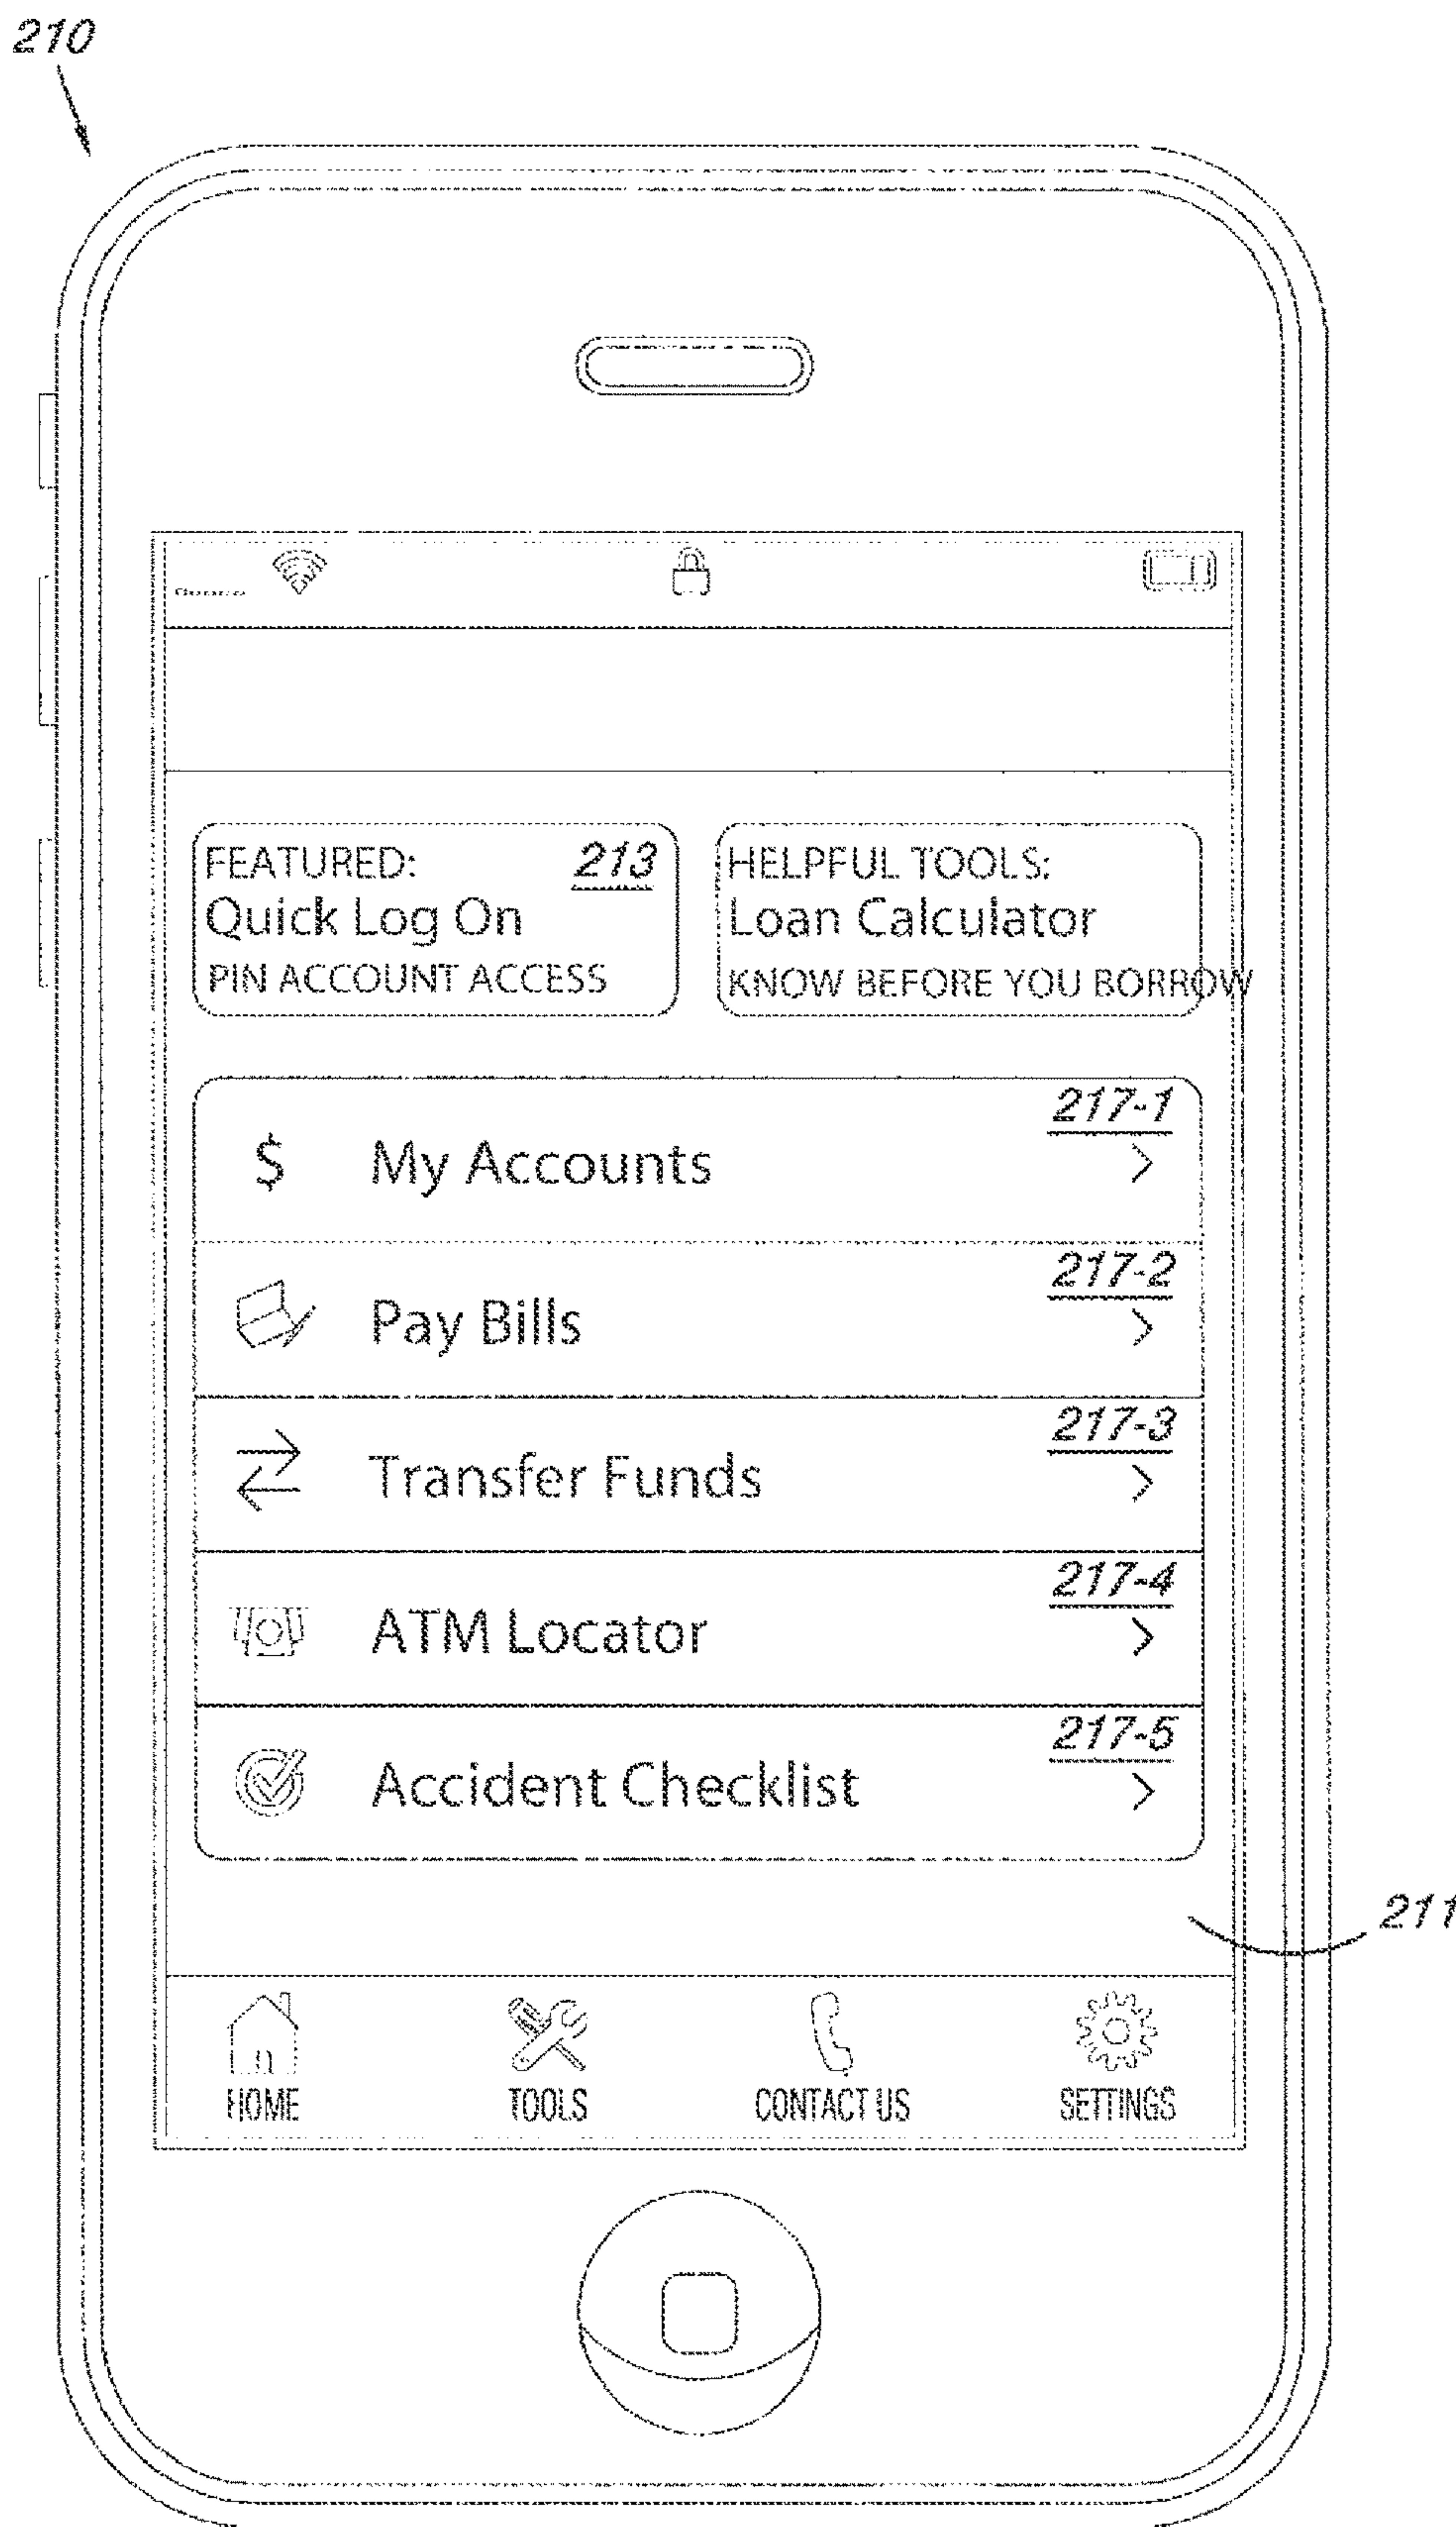 210
FEATURED: 213
Quick Log On
PIN ACCOUNT ACCESS
HELPFUL TOOLS:
Loan Calculator
KNOW BEFORE YOU BORROW
217-1
$ My Accounts >
217-2
Pay Bills >
217-3
Transfer Funds >
217-4
ATM Locator >
217-5
Accident Checklist >
211
HOME TOOLS CONTACT US SETTINGS